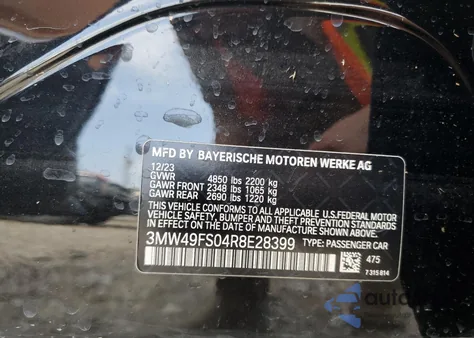 MFD BY BAYERISCHE MOTOREN WERKE AG
12/23
GVWR 4850 lbs 2200 kg
GAWR FRONT 2348 lbs 1065 kg
GAWR REAR 2690 lbs 1220 kg
THIS VEHICLE CONFORMS TO ALL APPLICABLE U.S.FEDERAL MOTOR
VEHICLE SAFETY, BUMPER AND THEFT PREVENTION STANDARDS
IN EFFECT ON THE DATE OF MANUFACTURE SHOWN ABOVE.
3MW49FS04R8E28399 TYPE: PASSENGER CAR
475
7 315 614